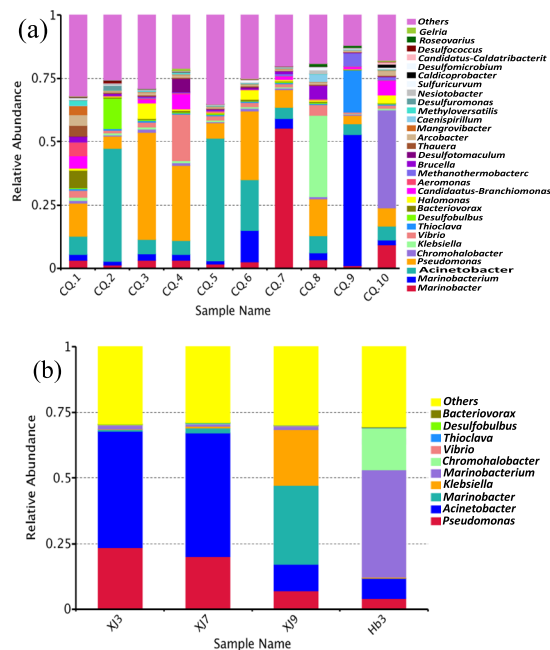 (a)
Relative Abundance
1
0.75
0.5
0.25
0
CQ.1
CQ.2
CQ.3
CQ.4
CQ.5
CQ.6
CQ.7
CQ.8
CQ.9
CQ.10
Sample Name
Others
Gelria
Roseovarius
Desulfococcus
Candidatus-Caldatribacterit
Desulfomicrobium
Caldicoprobacter
Sulfuricurvum
Nesiotobacter
Desulfuromonas
Methyloversatilis
Mangrovibacter
Arcobacter
Caenispirillum
Thauera
Desulfotomaculum
Brucella
Methanothermobacterc
Aeromonas
Candidaatus-Branchiomonas
Halomonas
Bacteriovorax
Desulfobulbus
Thioclava
Vibrio
Klebsiella
Chromohalobacter
Pseudomonas
Acinetobacter
Marinobacterium
Marinobacter
(b)
Relative Abundance
1
0.75
0.5
0.25
0
XJ3
XJ7
XJ9
Hb3
Sample Name
Others
Bacteriovorax
Desulfobulbus
Thioclava
Vibrio
Chromohalobacter
Marinobacterium
Klebsiella
Marinobacter
Acinetobacter
Pseudomonas